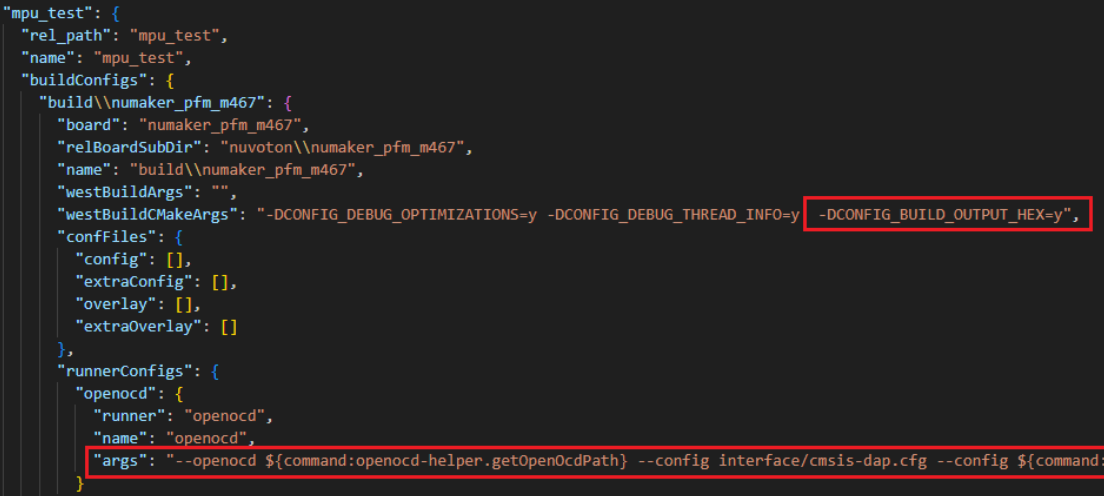 "mpu_test": {
"rel_path": "mpu_test",
"name": "mpu_test",
"buildConfigs": {
"build\\numaker_pfm_m467": {
"board": "numaker_pfm_m467",
"relBoardSubDir": "nuvoton\\numaker_pfm_m467",
"name": "build\\numaker_pfm_m467",
"westBuildArgs": "",
"westBuildCMakeArgs": "-DCONFIG_DEBUG_OPTIMIZATIONS=y -DCONFIG_DEBUG_THREAD_INFO=y -DCONFIG_BUILD_OUTPUT_HEX=y",
"confFiles": {
"config": [],
"extraConfig": [],
"overlay": [],
"extraOverlay": []
},
"runnerConfigs": {
"openocd": {
"runner": "openocd",
"name": "openocd",
"args": "--openocd ${command:openocd-helper.getOpenOcdPath} --config interface/cmsis-dap.cfg --config ${command:
}